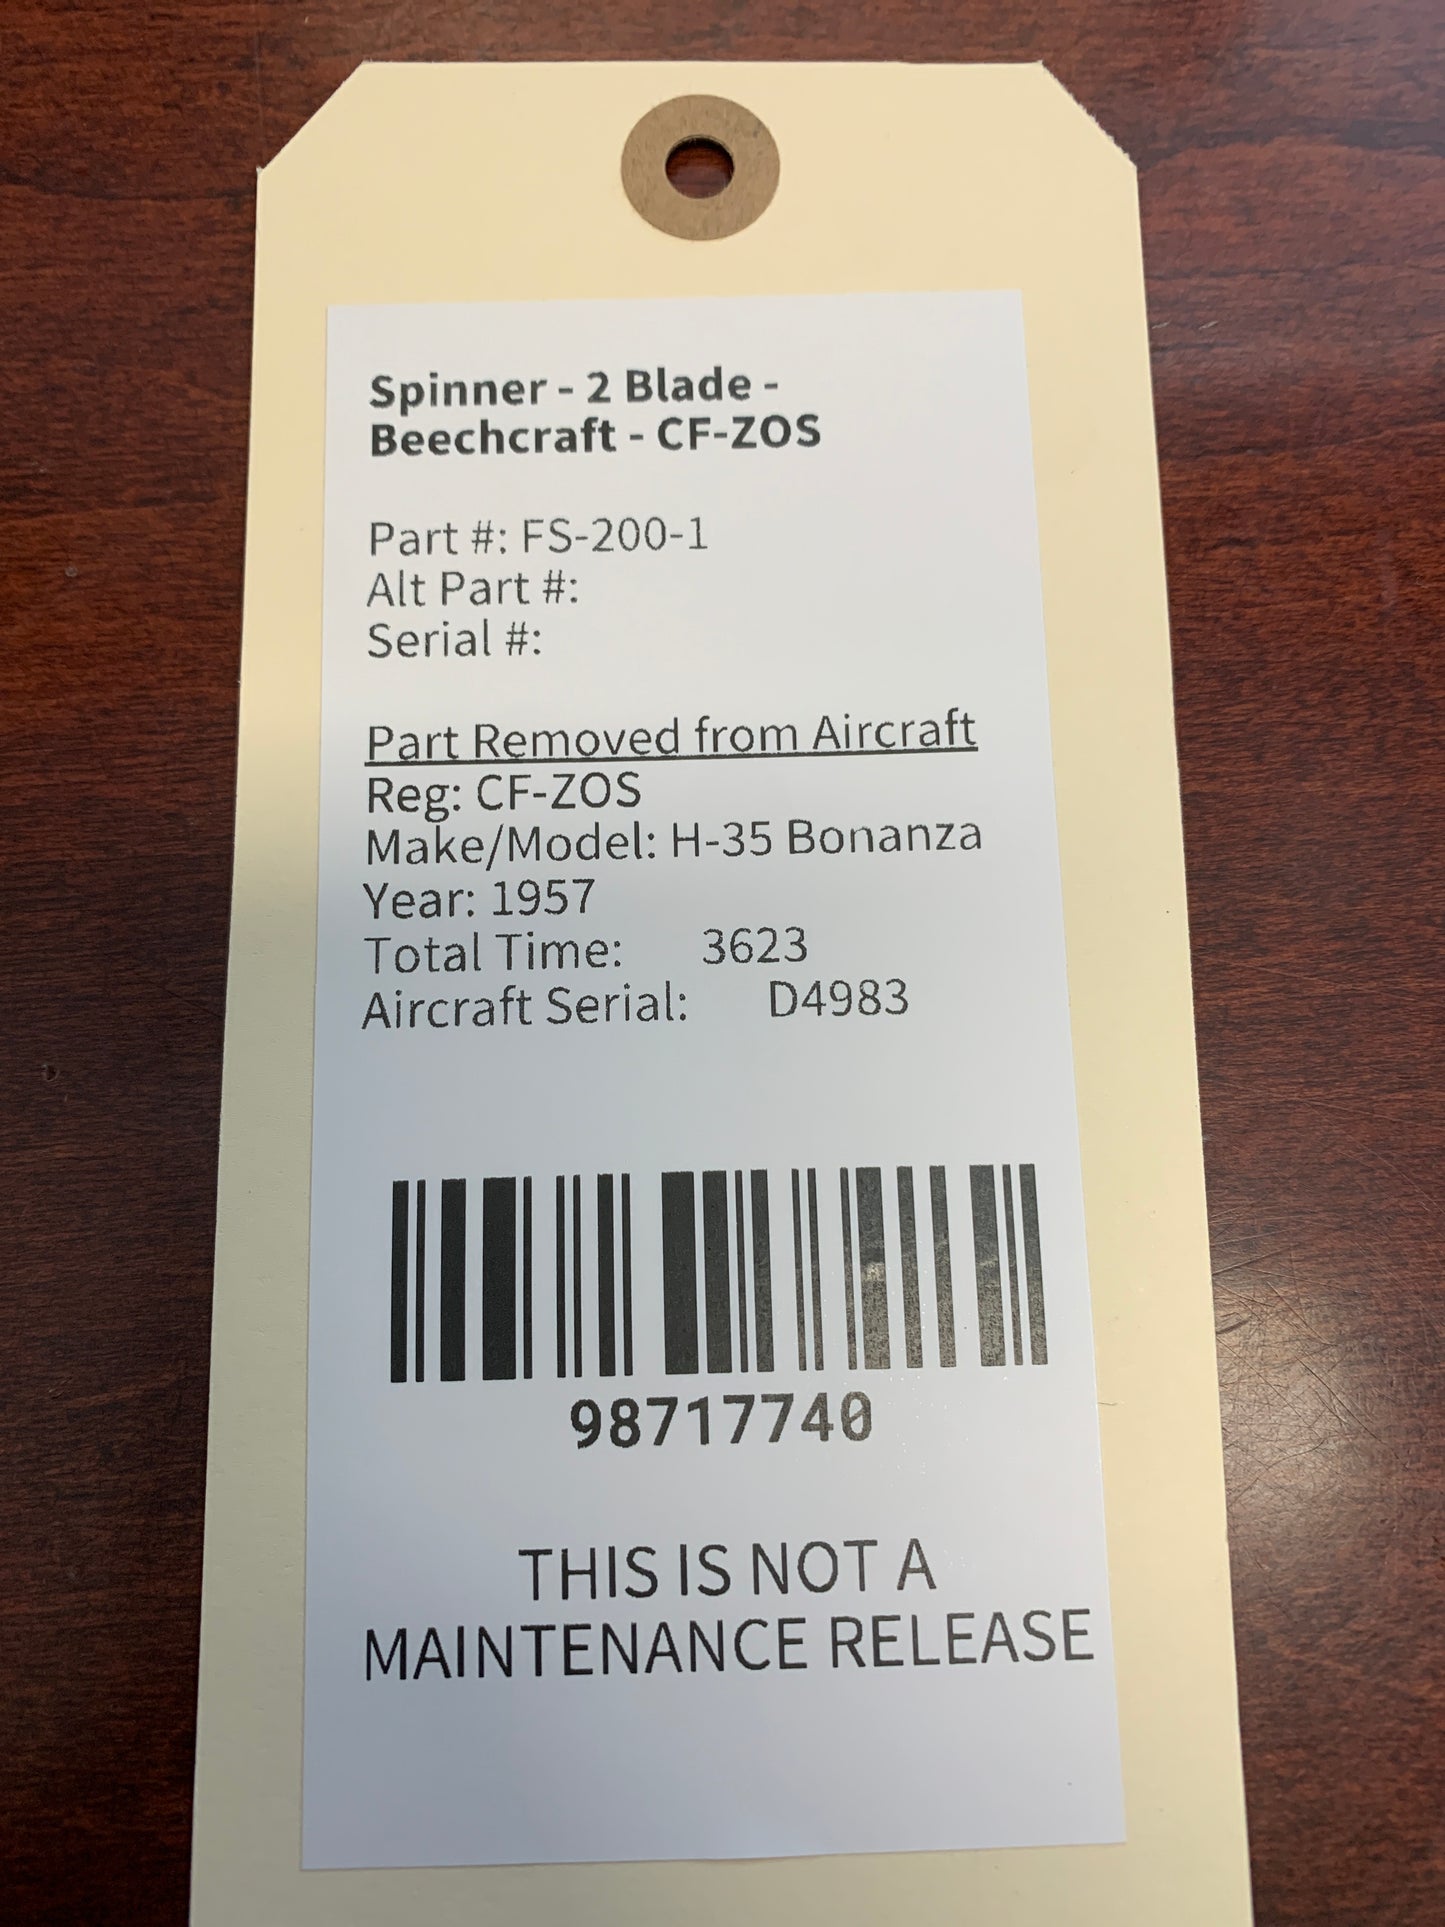 Spinner - 2 Blade -
Beechcraft - CF-ZOS
Part #: FS-200-1
Alt Part #:
Serial #:
Part Removed from Aircraft
Reg: CF-ZOS
Make/Model: H-35 Bonanza
Year: 1957
Total Time: 3623
Aircraft Serial: D4983
98717740
THIS IS NOT A
MAINTENANCE RELEASE